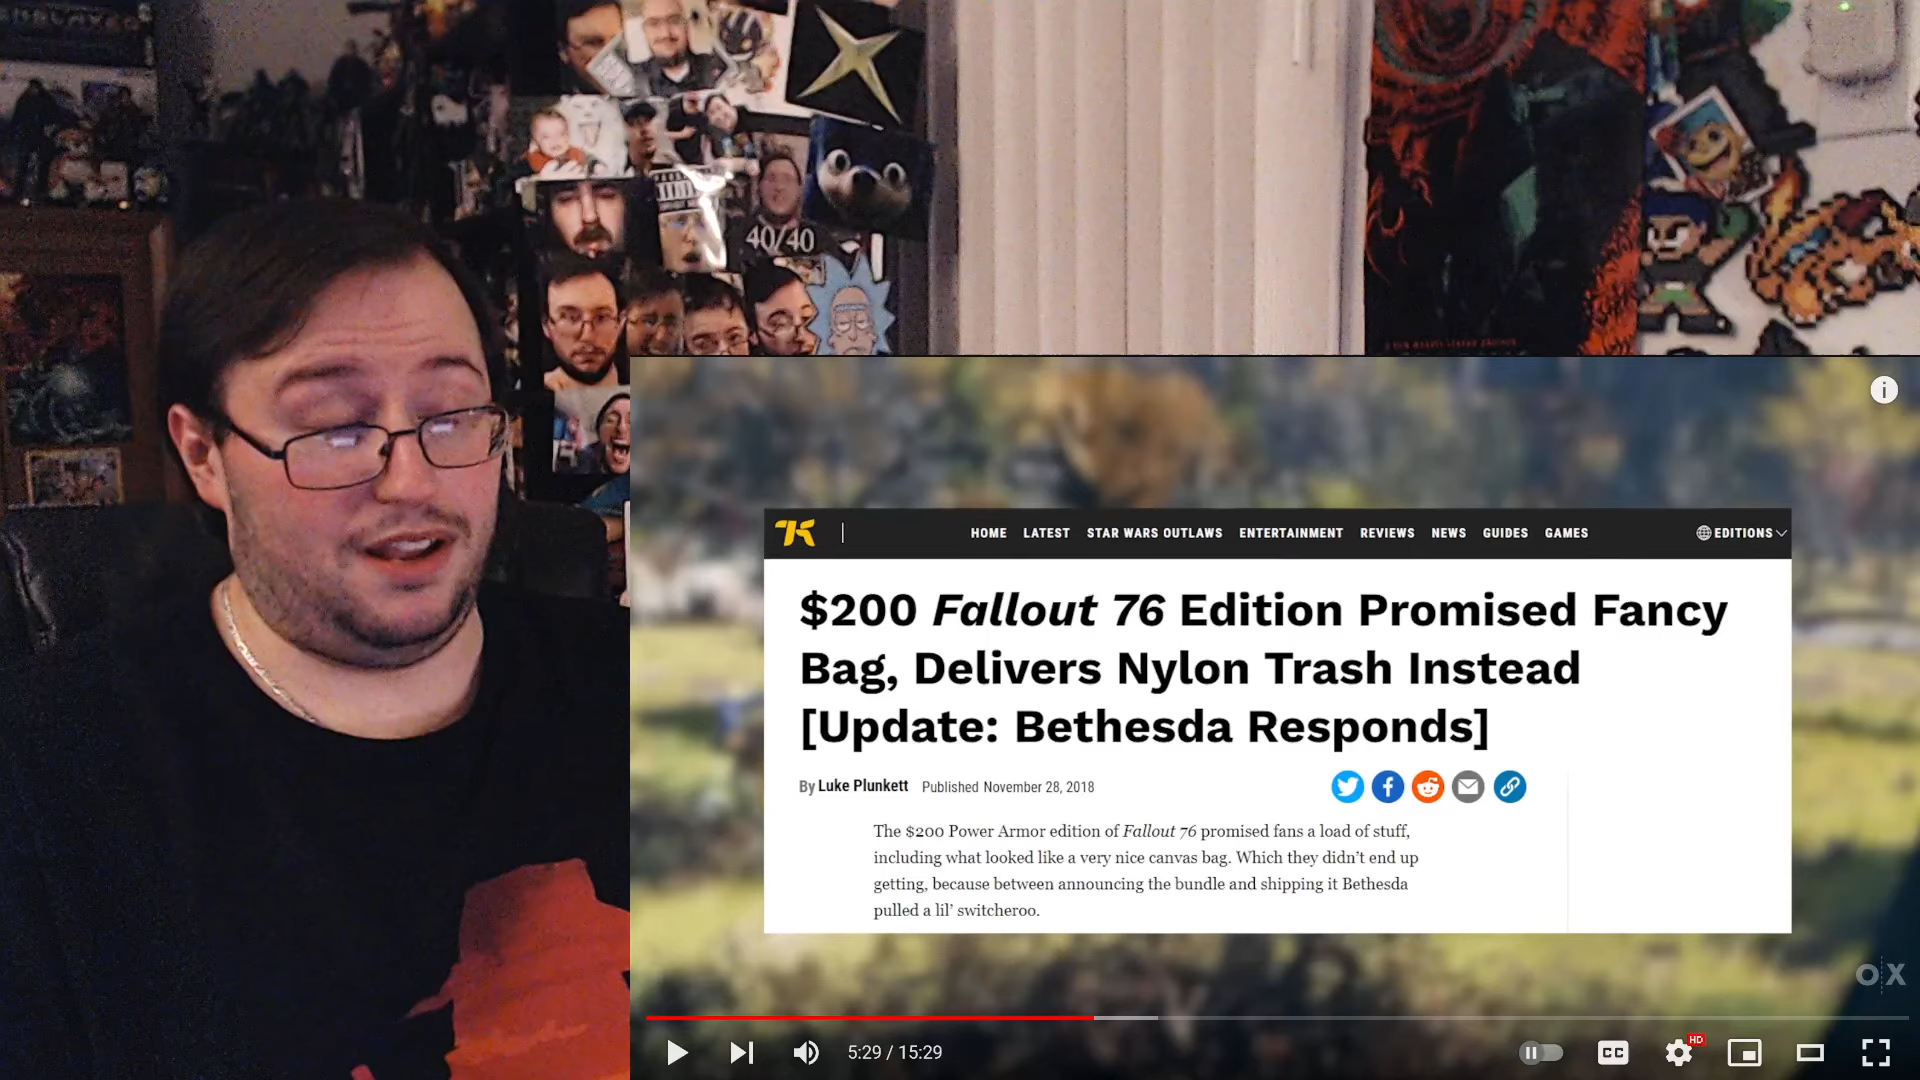 40/40
HOME LATEST STAR WARS OUTLAWS ENTERTAINMENT REVIEWS NEWS GUIDES GAMES EDITIONS
$200 Fallout 76 Edition Promised Fancy
Bag, Delivers Nylon Trash Instead
[Update: Bethesda Responds]
By Luke Plunkett Published November 28, 2018
The $200 Power Armor edition of Fallout 76 promised fans a load of stuff,
including what looked like a very nice canvas bag. Which they didn't end up
getting, because between announcing the bundle and shipping it Bethesda
pulled a lil' switcheroo.
O X
5:29 / 15:29
CC
HD